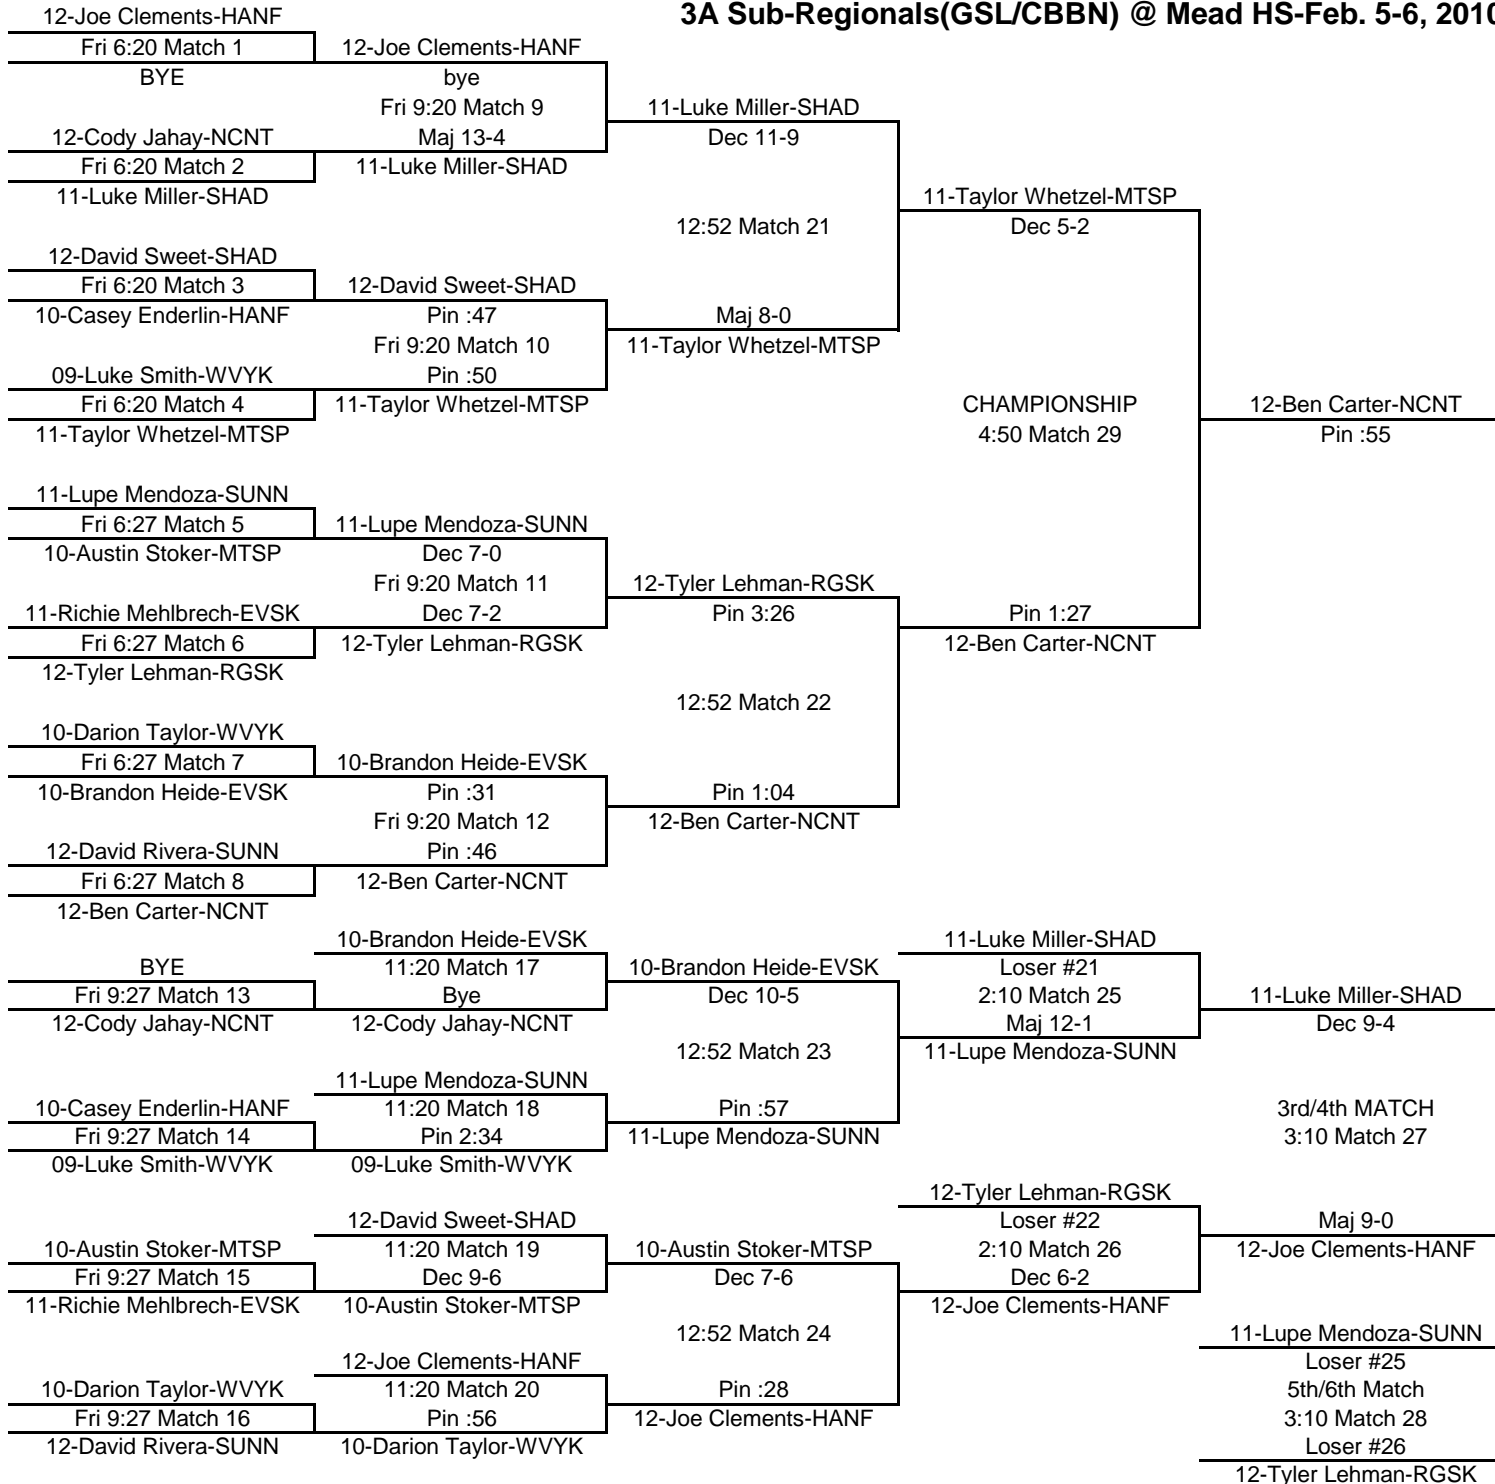 3A Sub-Regionals(GSL/CBBN) @ Mead HS-Feb. 5-6, 2010
12-Joe Clements-HANF
Fri 6:20 Match 1
BYE
12-Cody Jahay-NCNT
Fri 6:20 Match 2
11-Luke Miller-SHAD
12-David Sweet-SHAD
Fri 6:20 Match 3
10-Casey Enderlin-HANF
09-Luke Smith-WVYK
Fri 6:20 Match 4
11-Taylor Whetzel-MTSP
11-Lupe Mendoza-SUNN
Fri 6:27 Match 5
10-Austin Stoker-MTSP
11-Richie Mehlbrech-EVSK
Fri 6:27 Match 6
12-Tyler Lehman-RGSK
10-Darion Taylor-WVYK
Fri 6:27 Match 7
10-Brandon Heide-EVSK
12-David Rivera-SUNN
Fri 6:27 Match 8
12-Ben Carter-NCNT
12-Joe Clements-HANF
bye
Fri 9:20 Match 9
Maj 13-4
11-Luke Miller-SHAD
12-David Sweet-SHAD
Pin :47
Fri 9:20 Match 10
Pin :50
11-Taylor Whetzel-MTSP
11-Lupe Mendoza-SUNN
Dec 7-0
Fri 9:20 Match 11
Dec 7-2
12-Tyler Lehman-RGSK
10-Brandon Heide-EVSK
Pin :31
Fri 9:20 Match 12
Pin :46
12-Ben Carter-NCNT
11-Luke Miller-SHAD
Dec 11-9
12:52 Match 21
Maj 8-0
11-Taylor Whetzel-MTSP
12-Tyler Lehman-RGSK
Pin 3:26
12:52 Match 22
Pin 1:04
12-Ben Carter-NCNT
11-Taylor Whetzel-MTSP
Dec 5-2
CHAMPIONSHIP
4:50 Match 29
Pin 1:27
12-Ben Carter-NCNT
12-Ben Carter-NCNT
Pin :55
BYE
Fri 9:27 Match 13
12-Cody Jahay-NCNT
10-Casey Enderlin-HANF
Fri 9:27 Match 14
09-Luke Smith-WVYK
10-Austin Stoker-MTSP
Fri 9:27 Match 15
11-Richie Mehlbrech-EVSK
10-Darion Taylor-WVYK
Fri 9:27 Match 16
12-David Rivera-SUNN
10-Brandon Heide-EVSK
11:20 Match 17
Bye
12-Cody Jahay-NCNT
11-Lupe Mendoza-SUNN
11:20 Match 18
Pin 2:34
09-Luke Smith-WVYK
12-David Sweet-SHAD
11:20 Match 19
Dec 9-6
10-Austin Stoker-MTSP
12-Joe Clements-HANF
11:20 Match 20
Pin :56
10-Darion Taylor-WVYK
10-Brandon Heide-EVSK
Dec 10-5
12:52 Match 23
Pin :57
11-Lupe Mendoza-SUNN
10-Austin Stoker-MTSP
Dec 7-6
12:52 Match 24
Pin :28
12-Joe Clements-HANF
11-Luke Miller-SHAD
Loser #21
2:10 Match 25
Maj 12-1
11-Lupe Mendoza-SUNN
12-Tyler Lehman-RGSK
Loser #22
2:10 Match 26
Dec 6-2
12-Joe Clements-HANF
11-Luke Miller-SHAD
Dec 9-4
3rd/4th MATCH
3:10 Match 27
Maj 9-0
12-Joe Clements-HANF
11-Lupe Mendoza-SUNN
Loser #25
5th/6th Match
3:10 Match 28
Loser #26
12-Tyler Lehman-RGSK